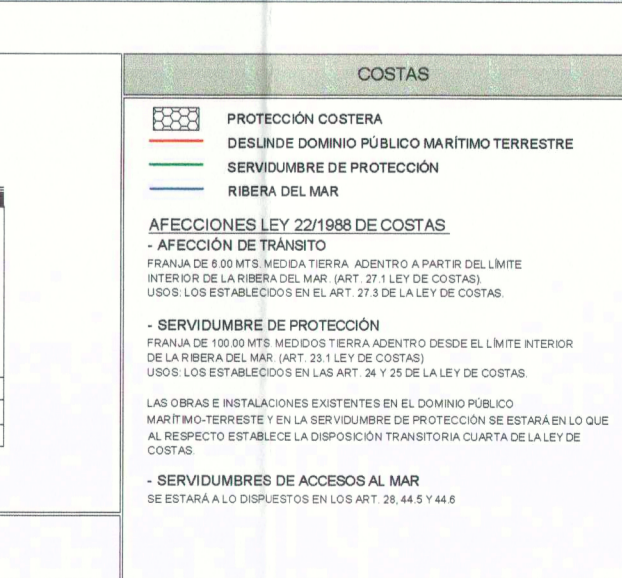 COSTAS
PROTECCIÓN COSTERA
DESLINDE DOMINIO PÚBLICO MARÍTIMO TERRESTRE
SERVIDUMBRE DE PROTECCIÓN
RIBERA DEL MAR
AFECCIONES LEY 22/1988 DE COSTAS
- AFECCIÓN DE TRÁNSITO
FRANJA DE 6.00 MTS. MEDIDA TIERRA ADENTRO A PARTIR DEL LÍMITE
INTERIOR DE LA RIBERA DEL MAR. (ART. 27.1 LEY DE COSTAS).
USOS: LOS ESTABLECIDOS EN EL ART. 27.3 DE LA LEY DE COSTAS.
- SERVIDUMBRE DE PROTECCIÓN
FRANJA DE 100.00 MTS. MEDIDOS TIERRA ADENTRO DESDE EL LÍMITE INTERIOR
DE LA RIBERA DEL MAR. (ART. 23.1 LEY DE COSTAS)
USOS: LOS ESTABLECIDOS EN LAS ART. 24 Y 25 DE LA LEY DE COSTAS.
LAS OBRAS E INSTALACIONES EXISTENTES EN EL DOMINIO PÚBLICO
MARÍTIMO-TERRESTE Y EN LA SERVIDUMBRE DE PROTECCIÓN SE ESTARÁ EN LO QUE
AL RESPECTO ESTABLECE LA DISPOSICIÓN TRANSITORIA CUARTA DE LA LEY DE
COSTAS.
- SERVIDUMBRES DE ACCESOS AL MAR
SE ESTARÁ A LO DISPUESTOS EN LOS ART. 28, 44.5 Y 44.6